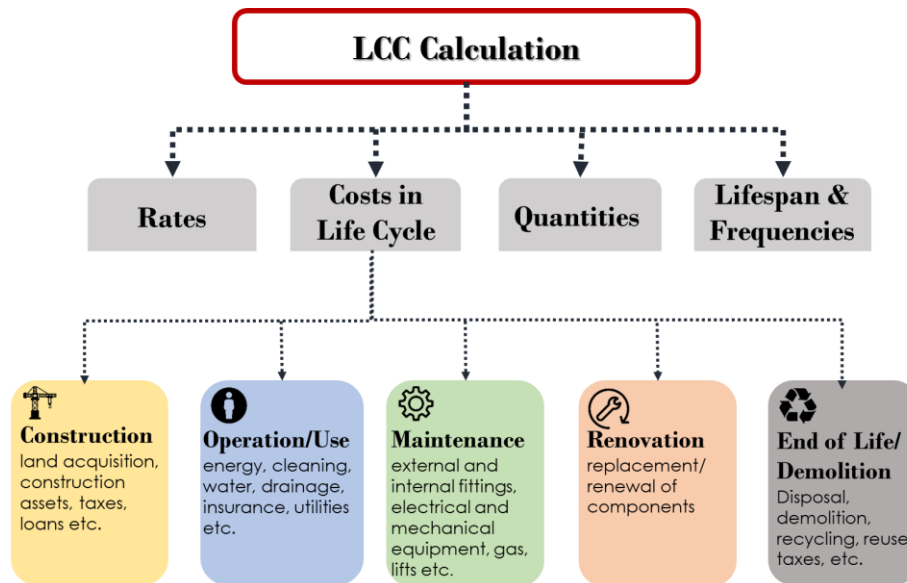 LCC Calculation
Rates
Costs in
Life Cycle
Quantities
Lifespan &
Frequencies
Construction
land acquisition,
construction
assets, taxes,
loans etc.
Operation/Use
energy, cleaning,
water, drainage,
insurance, utilities
etc.
Maintenance
external and
internal fittings,
electrical and
mechanical
equipment, gas,
lifts etc.
Renovation
replacement/
renewal of
components
End of Life/
Demolition
Disposal,
demolition,
recycling, reuse
taxes, etc.